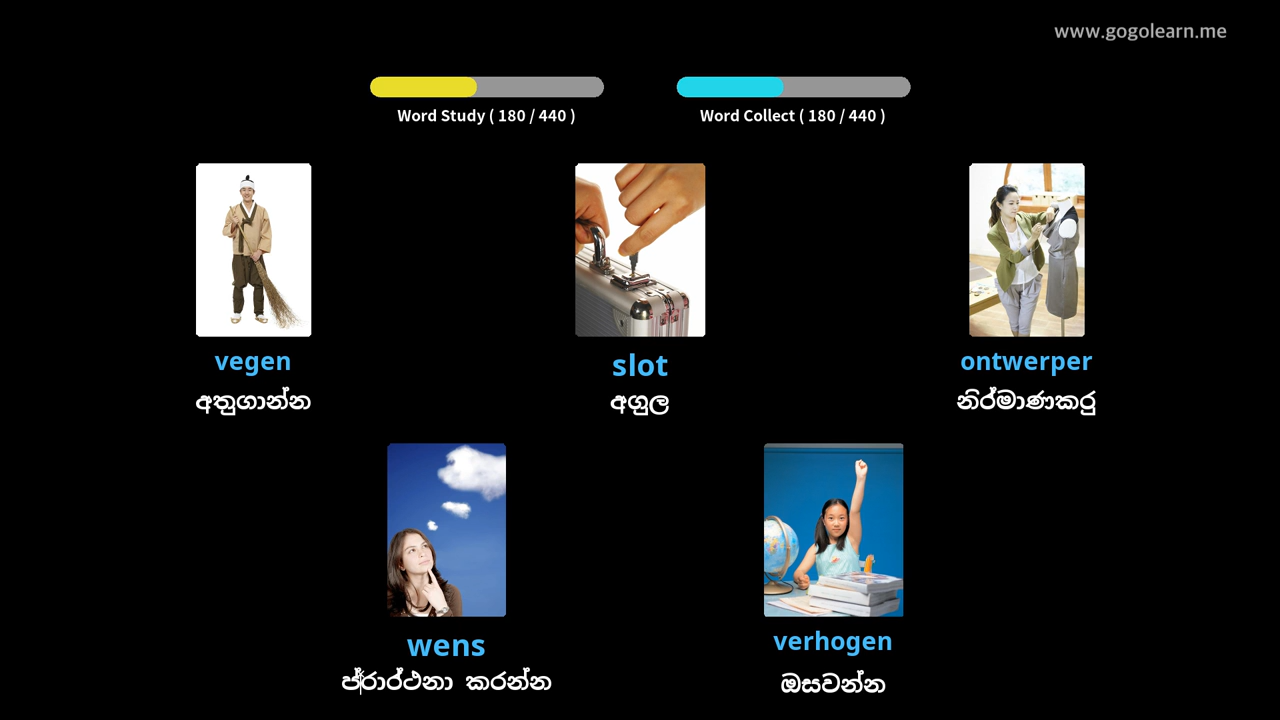 www.gogolearn.me
Word Study ( 180 / 440 )
Word Collect ( 180 / 440 )
vegen
අතුගාන්න
slot
අගුල
ontwerper
නිර්මාණකරු
wens
ප්රාර්ථනා කරන්න
verhogen
ඔසවන්න